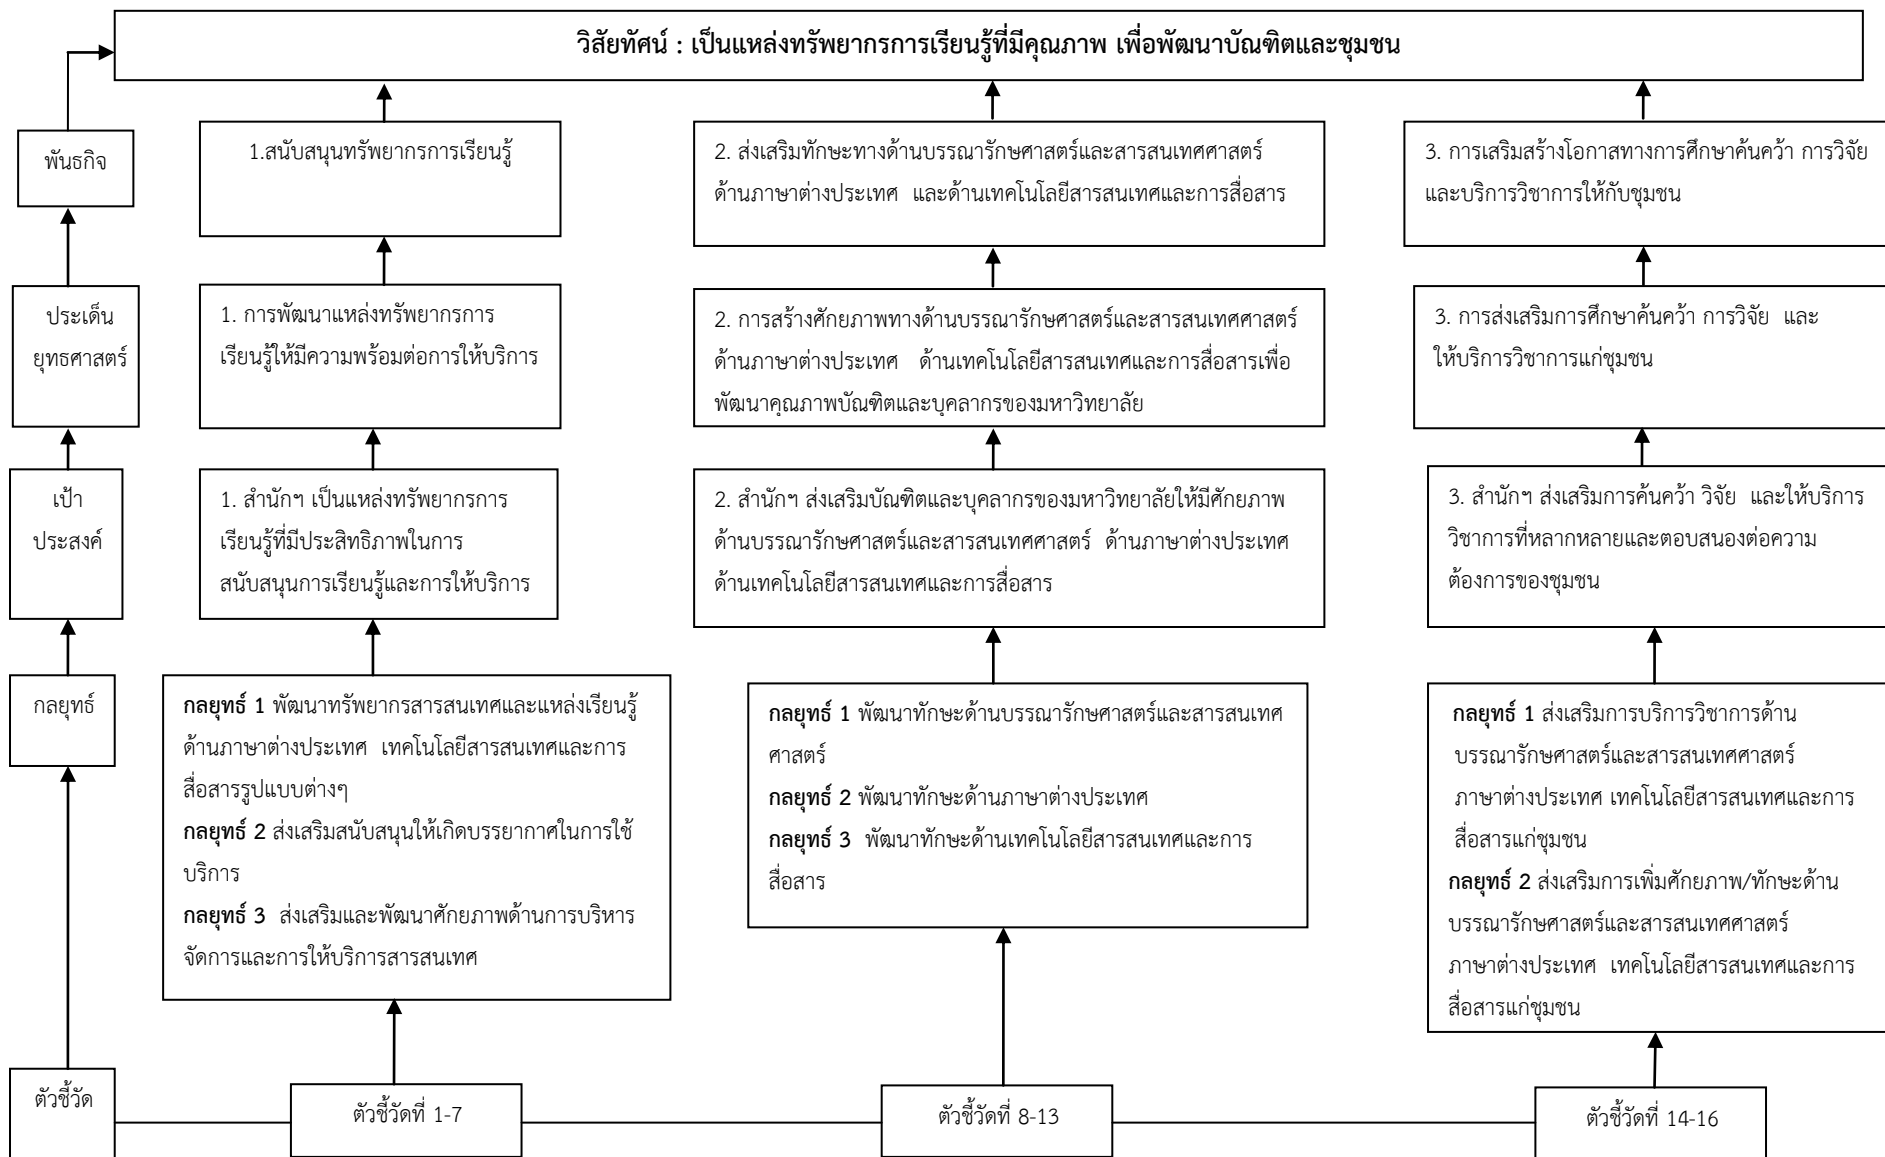 วิสัยทัศน์ : เป็นแหล่งทรัพยากรการเรียนรู้ที่มีคุณภาพ เพื่อพัฒนาบัณฑิตและชุมชน
พันธกิจ
1.สนับสนุนทรัพยากรการเรียนรู้
2. ส่งเสริมทักษะทางด้านบรรณารักษศาสตร์และสารสนเทศศาสตร์
ด้านภาษาต่างประเทศ และด้านเทคโนโลยีสารสนเทศและการสื่อสาร
3. การเสริมสร้างโอกาสทางการศึกษาค้นคว้า การวิจัย
และบริการวิชาการให้กับชุมชน
ประเด็น
ยุทธศาสตร์
1. การพัฒนาแหล่งทรัพยากรการ
เรียนรู้ให้มีความพร้อมต่อการให้บริการ
2. การสร้างศักยภาพทางด้านบรรณารักษศาสตร์และสารสนเทศศาสตร์
ด้านภาษาต่างประเทศ ด้านเทคโนโลยีสารสนเทศและการสื่อสารเพื่อ
พัฒนาคุณภาพบัณฑิตและบุคลากรของมหาวิทยาลัย
3. การส่งเสริมการศึกษาค้นคว้า การวิจัย และ
ให้บริการวิชาการแก่ชุมชน
เป้า
ประสงค์
1. สำนักฯ เป็นแหล่งทรัพยากรการ
เรียนรู้ที่มีประสิทธิภาพในการ
สนับสนุนการเรียนรู้และการให้บริการ
2. สำนักฯ ส่งเสริมบัณฑิตและบุคลากรของมหาวิทยาลัยให้มีศักยภาพ
ด้านบรรณารักษศาสตร์และสารสนเทศศาสตร์ ด้านภาษาต่างประเทศ
ด้านเทคโนโลยีสารสนเทศและการสื่อสาร
3. สำนักฯ ส่งเสริมการค้นคว้า วิจัย และให้บริการ
วิชาการที่หลากหลายและตอบสนองต่อความ
ต้องการของชุมชน
กลยุทธ์
กลยุทธ์ 1 พัฒนาทรัพยากรสารสนเทศและแหล่งเรียนรู้
ด้านภาษาต่างประเทศ เทคโนโลยีสารสนเทศและการ
สื่อสารรูปแบบต่างๆ
กลยุทธ์ 2 ส่งเสริมสนับสนุนให้เกิดบรรยากาศในการใช้
บริการ
กลยุทธ์ 3 ส่งเสริมและพัฒนาศักยภาพด้านการบริหาร
จัดการและการให้บริการสารสนเทศ
กลยุทธ์ 1 พัฒนาทักษะด้านบรรณารักษศาสตร์และสารสนเทศ
ศาสตร์
กลยุทธ์ 2 พัฒนาทักษะด้านภาษาต่างประเทศ
กลยุทธ์ 3 พัฒนาทักษะด้านเทคโนโลยีสารสนเทศและการ
สื่อสาร
กลยุทธ์ 1 ส่งเสริมการบริการวิชาการด้าน
บรรณารักษศาสตร์และสารสนเทศศาสตร์
ภาษาต่างประเทศ เทคโนโลยีสารสนเทศและการ
สื่อสารแก่ชุมชน
กลยุทธ์ 2 ส่งเสริมการเพิ่มศักยภาพ/ทักษะด้าน
บรรณารักษศาสตร์และสารสนเทศศาสตร์
ภาษาต่างประเทศ เทคโนโลยีสารสนเทศและการ
สื่อสารแก่ชุมชน
ตัวชี้วัด
ตัวชี้วัดที่ 1-7
ตัวชี้วัดที่ 8-13
ตัวชี้วัดที่ 14-16